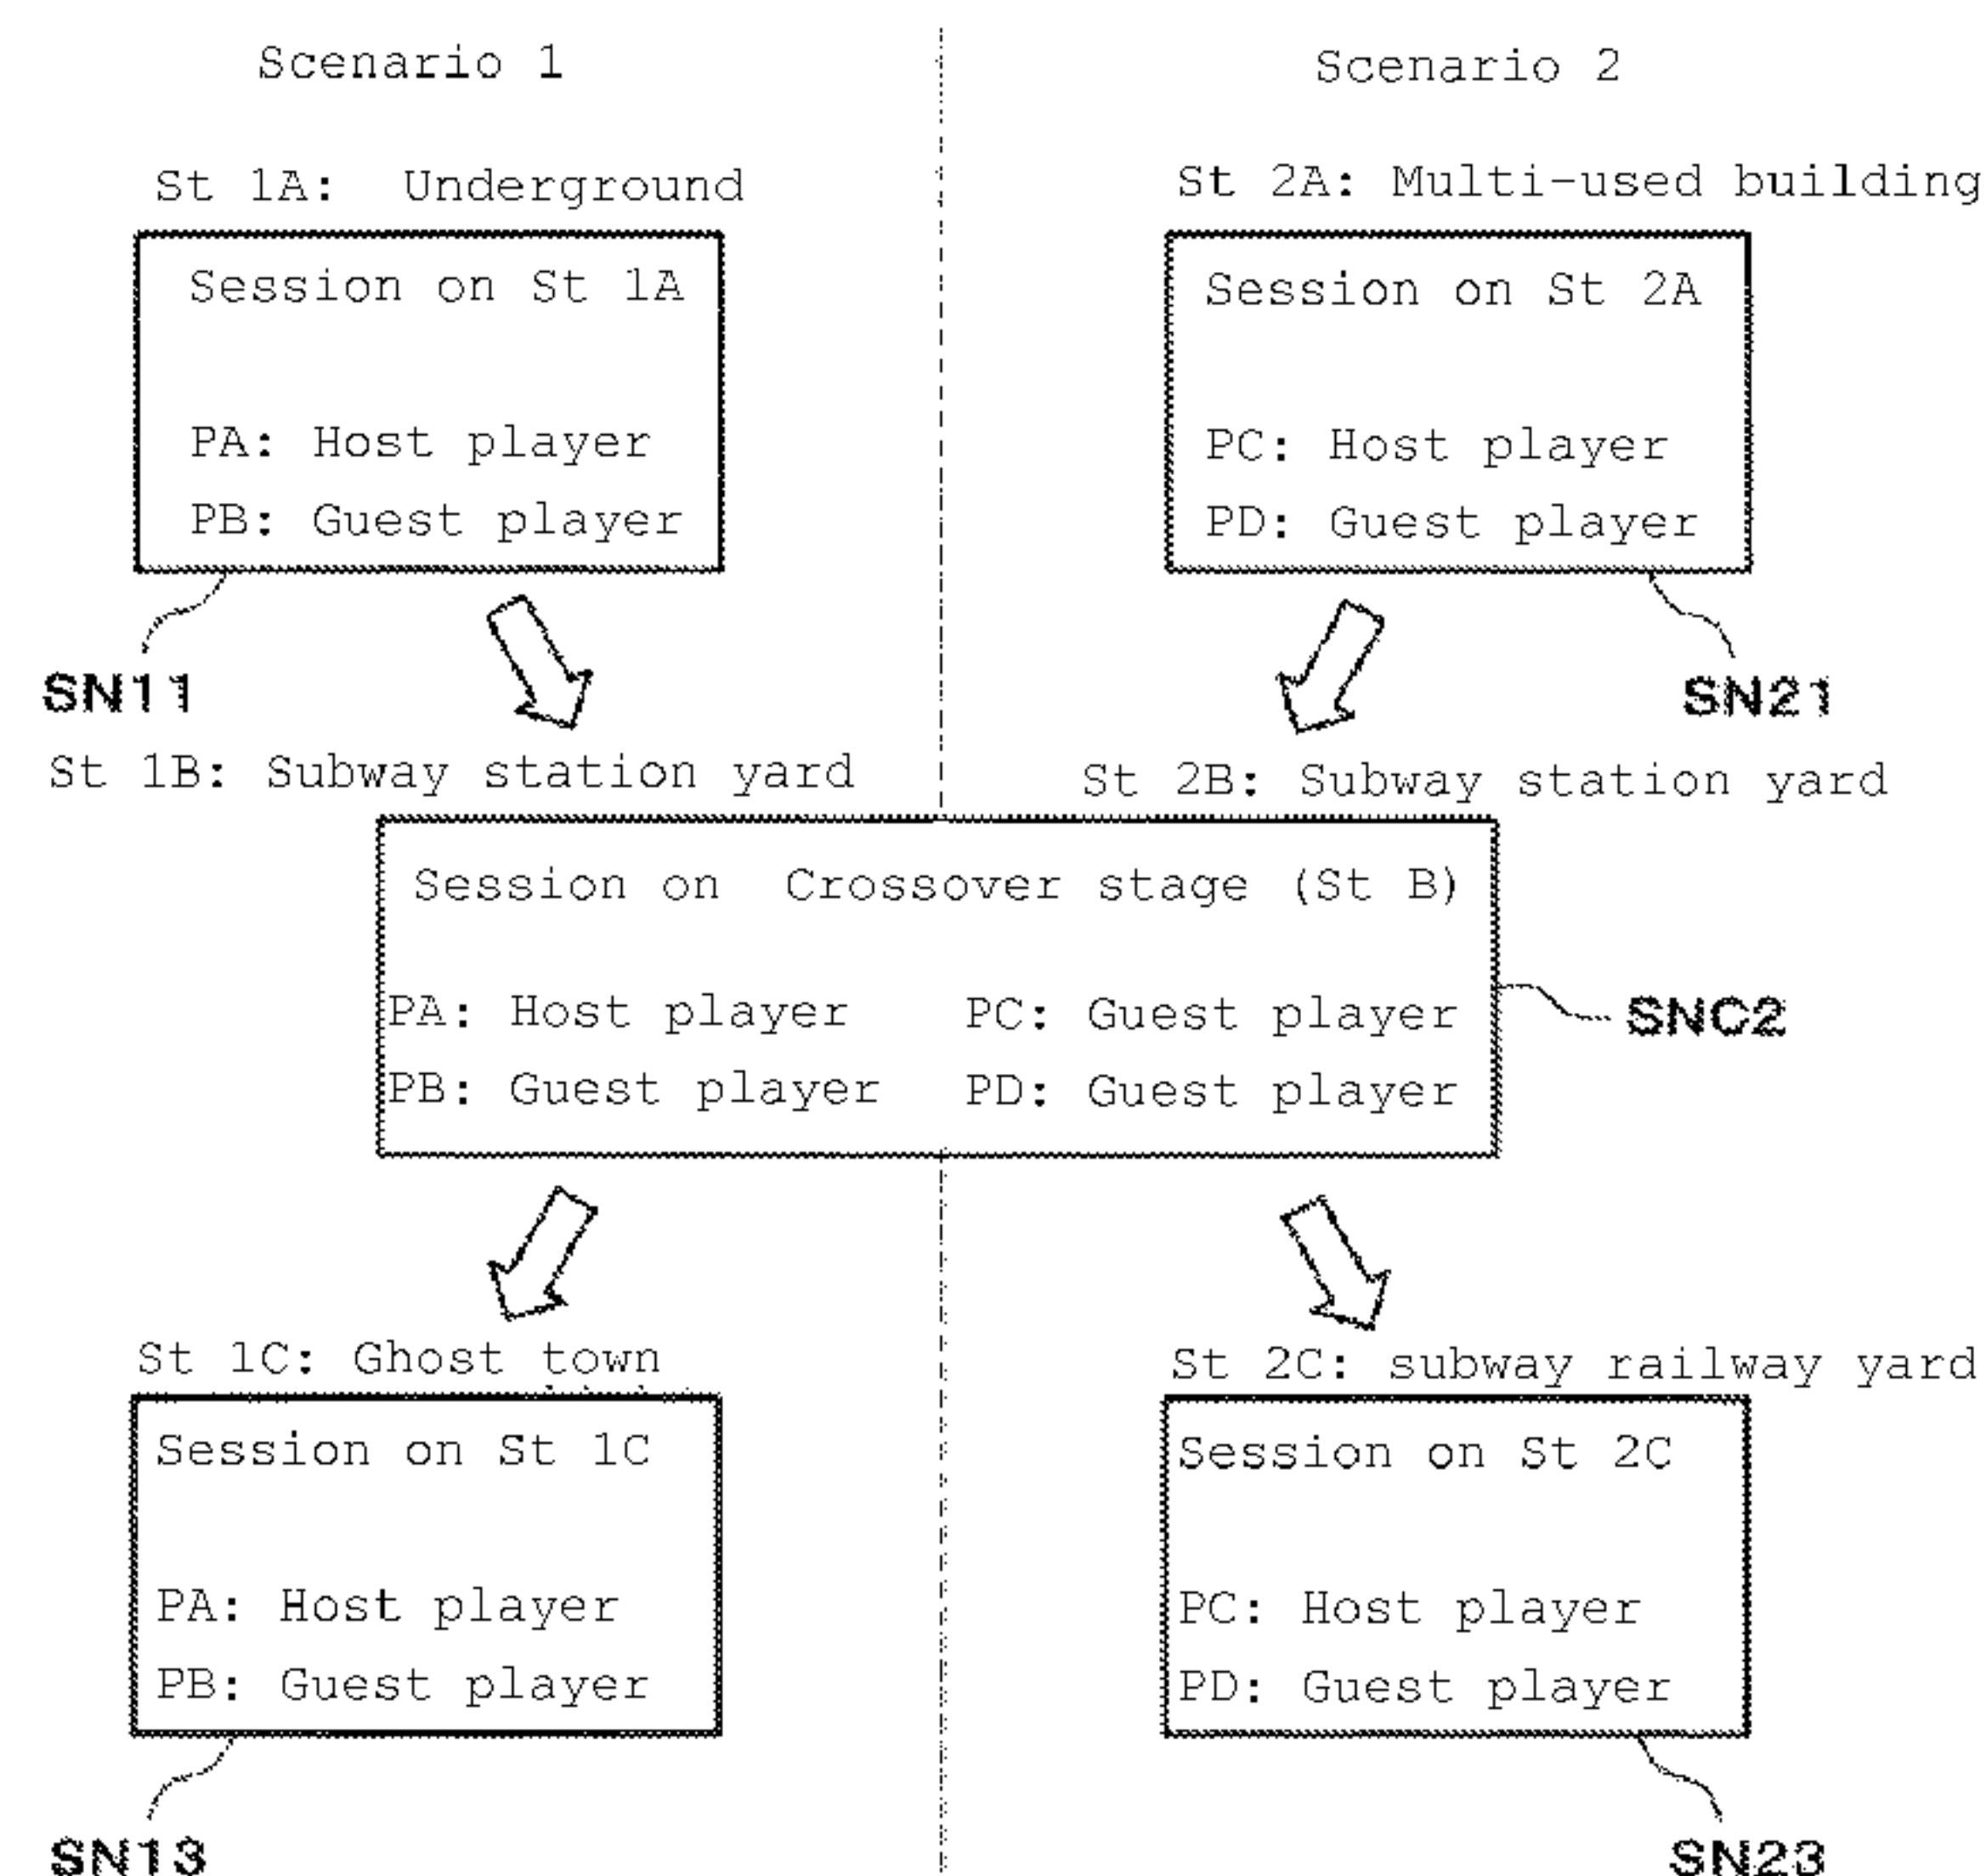 Scenario 1
Scenario 2
St 1A: Underground
St 2A: Multi-used building
Session on St 1A
PA: Host player
PB: Guest player
Session on St 2A
PC: Host player
PD: Guest player
SN11
SN21
St 1B: Subway station yard
St 2B: Subway station yard
Session on Crossover stage (St B)
PA: Host player
PC: Guest player
PB: Guest player
PD: Guest player
SNC2
St 1C: Ghost town
St 2C: subway railway yard
Session on St 1C
PA: Host player
PB: Guest player
Session on St 2C
PC: Host player
PD: Guest player
SN13
SN23